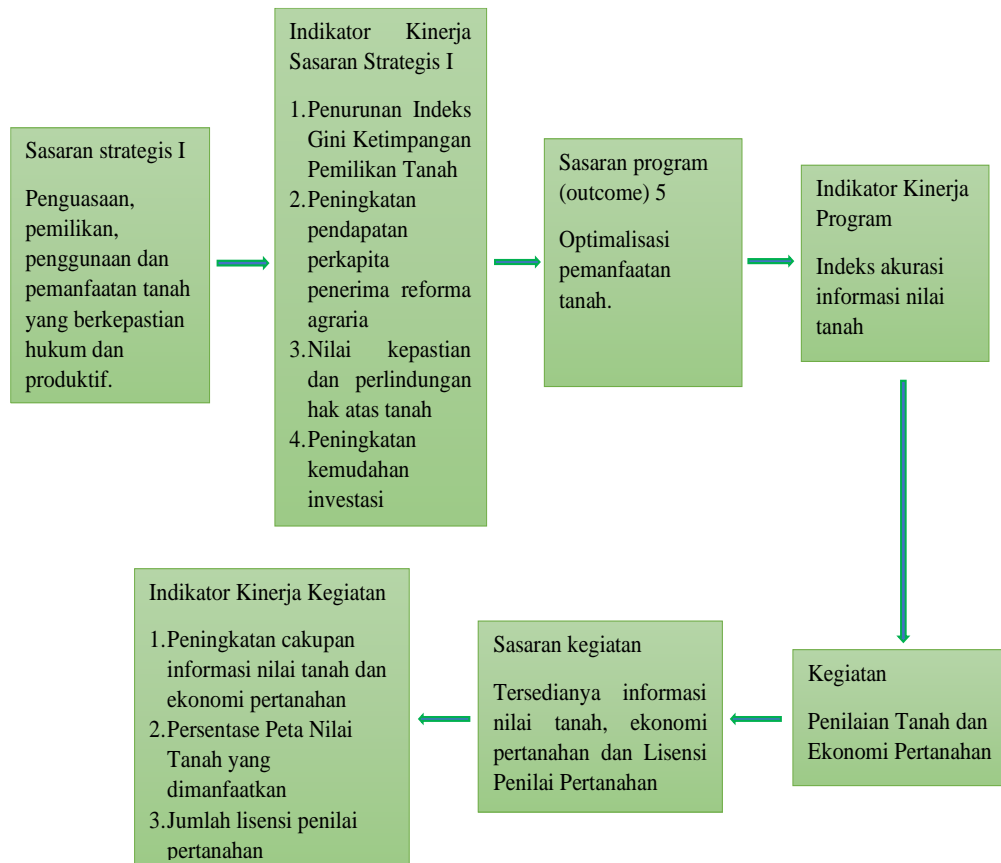 Sasaran strategis I
Penguasaan,
pemilikan,
penggunaan dan
pemanfaatan tanah
yang berkepastian
hukum dan
produktif.
Indikator Kinerja
Sasaran Strategis I
1.Penurunan Indeks
Gini Ketimpangan
Pemilikan Tanah
2.Peningkatan
pendapatan
perkapita
penerima reforma
agraria
3.Nilai kepastian
dan perlindungan
hak atas tanah
4.Peningkatan
kemudahan
investasi
Sasaran program
(outcome) 5
Optimalisasi
pemanfaatan
tanah.
Indikator Kinerja
Program
Indeks akurasi
informasi nilai
tanah
Kegiatan
Penilaian Tanah dan
Ekonomi Pertanahan
Sasaran kegiatan
Tersedianya informasi
nilai tanah, ekonomi
pertanahan dan Lisensi
Penilai Pertanahan
Indikator Kinerja Kegiatan
1.Peningkatan cakupan
informasi nilai tanah dan
ekonomi pertanahan
2.Persentase Peta Nilai
Tanah yang
dimanfaatkan
3.Jumlah lisensi penilai
pertanahan